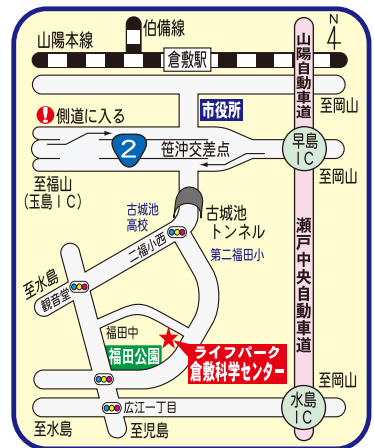 伯備線
N
山陽本線
倉敷駅
山陽自動車道
市役所
至岡山
側道に入る
2
笹沖交差点
早島
IC
至福山
(玉島IC)
至岡山
古城池
高校
古城池
トンネル
二福小西
第二福田小
瀬戸中央自動車道
至水島
観音堂
福田中
福田公園
ライフパーク
倉敷科学センター
至岡山
広江一丁目
水島
IC
至水島
至児島